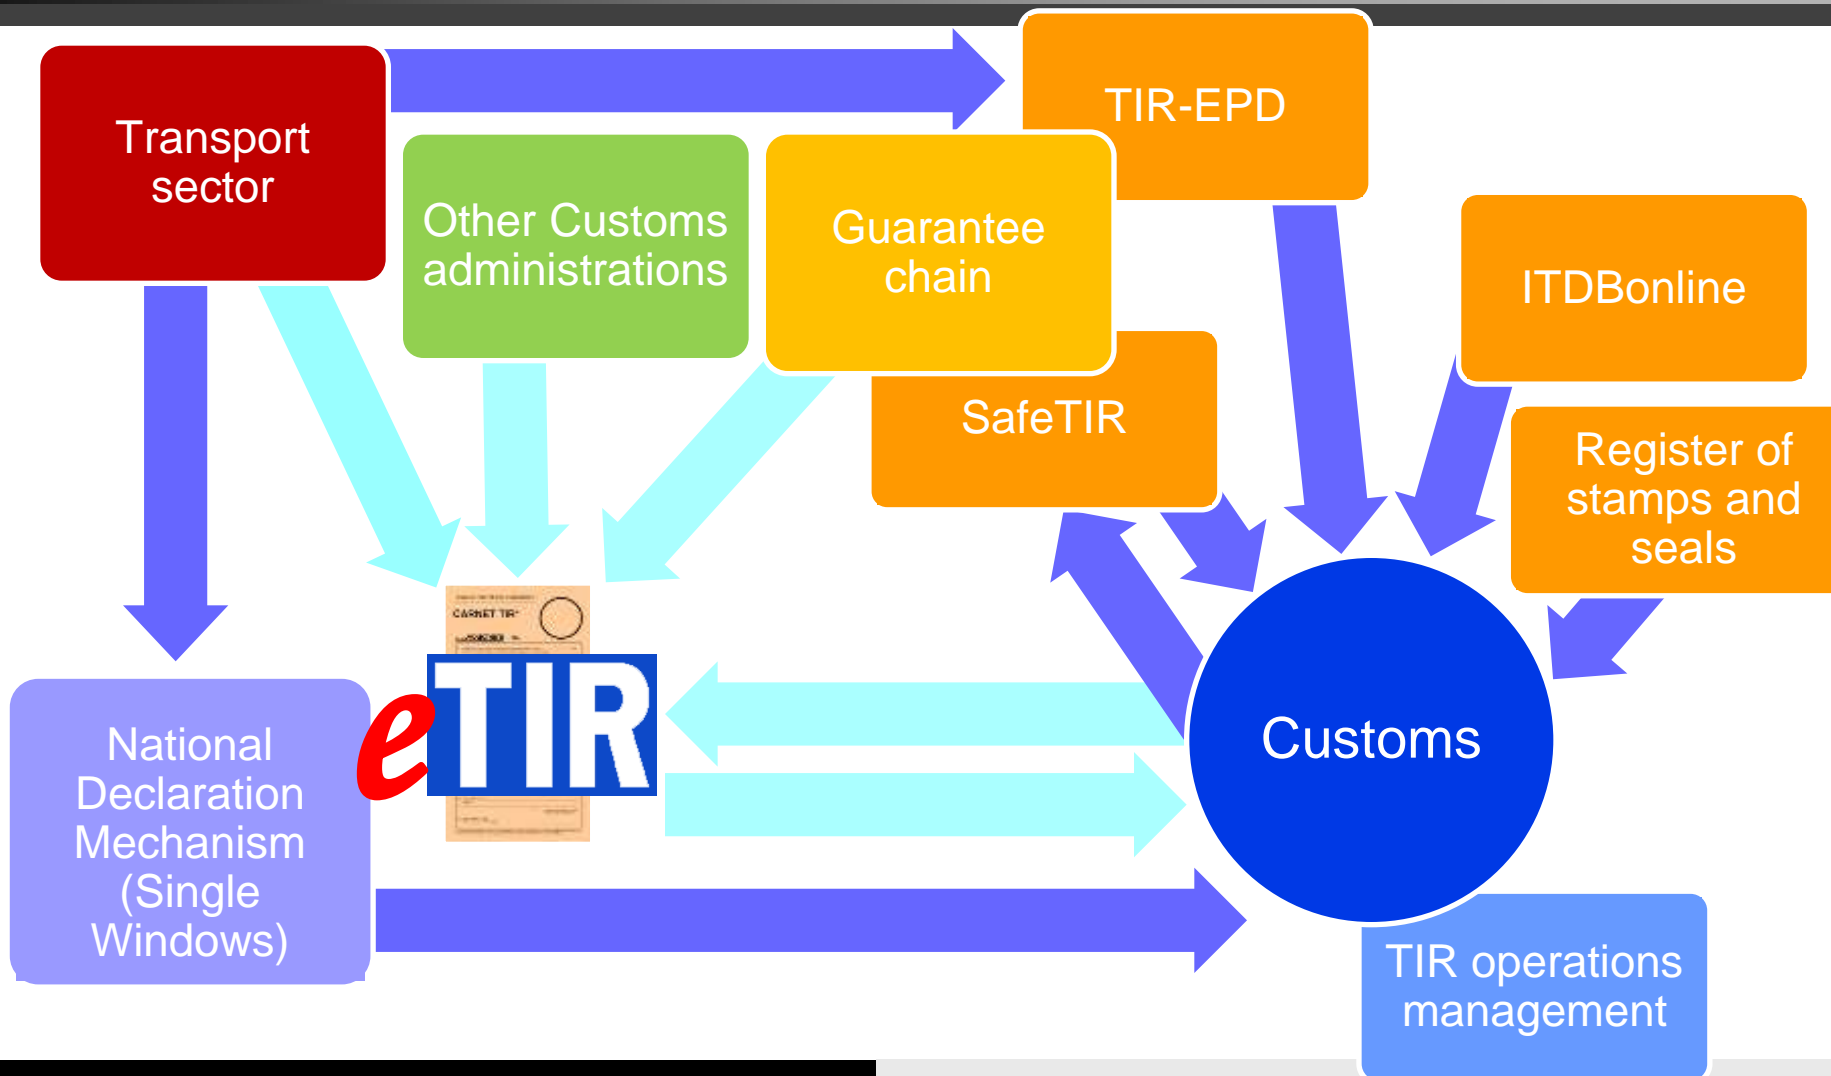 Transport
sector
TIR-EPD
Other Customs
administrations
Guarantee
chain
ITDBonline
SafeTIR
Register of
stamps and
seals
CARNET TIR*
eTIR
National
Declaration
Mechanism
(Single
Windows)
Customs
TIR operations
management